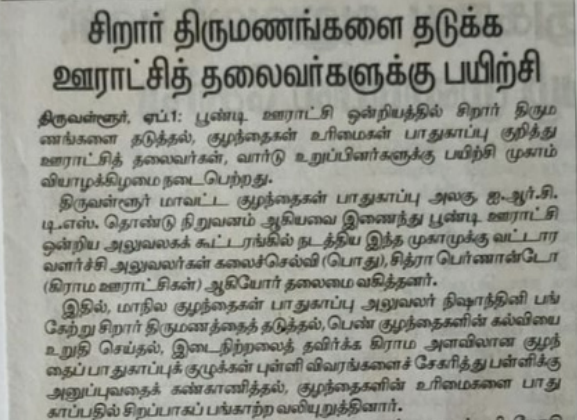 சிறார் திருமணங்களை தடுக்க
ஊராட்சித் தலைவர்களுக்கு பயிற்சி
திருவள்ளூர், ஏப்.1: பூண்டி ஊராட்சி ஒன்றியத்தில் சிறார் திரும
ணங்களை தடுத்தல், குழந்தைகள் உரிமைகள் பாதுகாப்பு குறித்து
ஊராட்சித் தலைவர்கள், வார்டு உறுப்பினர்களுக்கு பயிற்சி முகாம்
வியாழக்கிழமை நடைபெற்றது.
திருவள்ளூர் மாவட்ட குழந்தைகள் பாதுகாப்பு அலகு, ஐ.ஆர்.சி.
டி.எஸ். தொண்டு நிறுவனம் ஆகியவை இணைந்து பூண்டி ஊராட்சி
ஒன்றிய அலுவலகக் கூட்டரங்கில் நடத்திய இந்த முகாமுக்கு வட்டார
வளர்ச்சி அலுவலர்கள் கலைச்செல்வி (பொது), சித்ரா பெர்ணான்டோ
(கிராம ஊராட்சிகள்) ஆகியோர் தலைமை வகித்தனர்.
இதில், மாநில குழந்தைகள் பாதுகாப்பு அலுவலர் நிஷாந்தினி பங்
கேற்று சிறார் திருமணத்தைத் தடுத்தல், பெண் குழந்தைகளின் கல்வியை
உறுதி செய்தல், இடைநிற்றலைத் தவிர்க்க கிராம அளவிலான குழந்
தைப் பாதுகாப்புக் குழுக்கள் புள்ளி விவரங்களைச் சேகரித்து பள்ளிக்கு
அனுப்புவதைக் கண்காணித்தல், குழந்தைகளின் உரிமைகளை பாது
காப்பதில் சிறப்பாகப் பங்காற்ற வலியுறுத்தினார்.